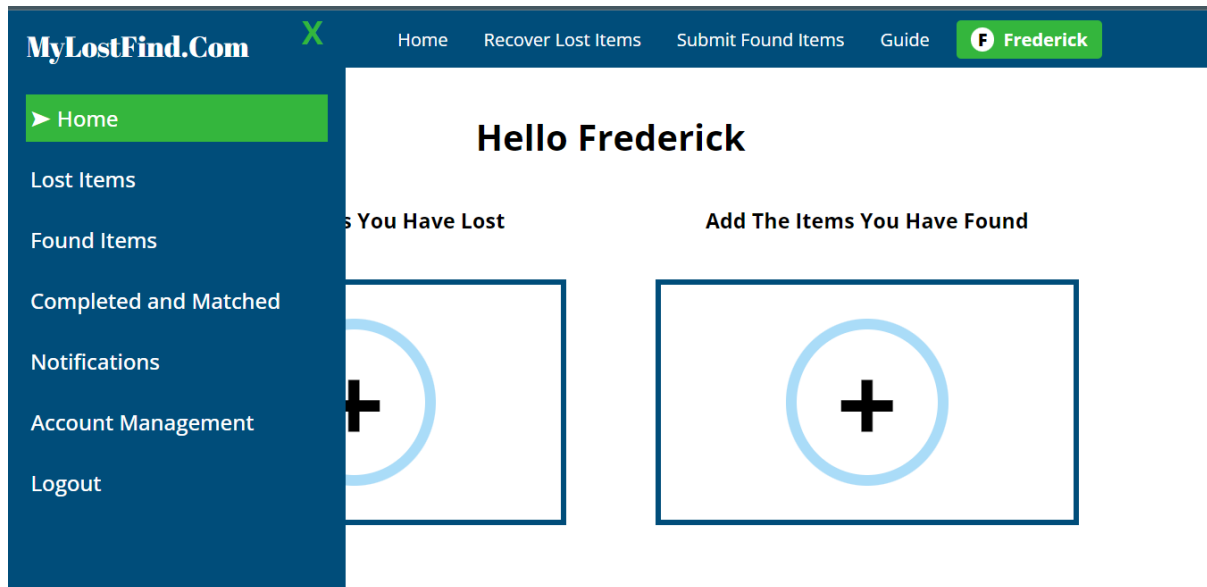 MyLostFind.Com
X
Home Recover Lost Items Submit Found Items Guide F Frederick
➤ Home
Lost Items
Found Items
Completed and Matched
Notifications
Account Management
Logout
Hello Frederick
s You Have Lost
Add The Items You Have Found
+
+